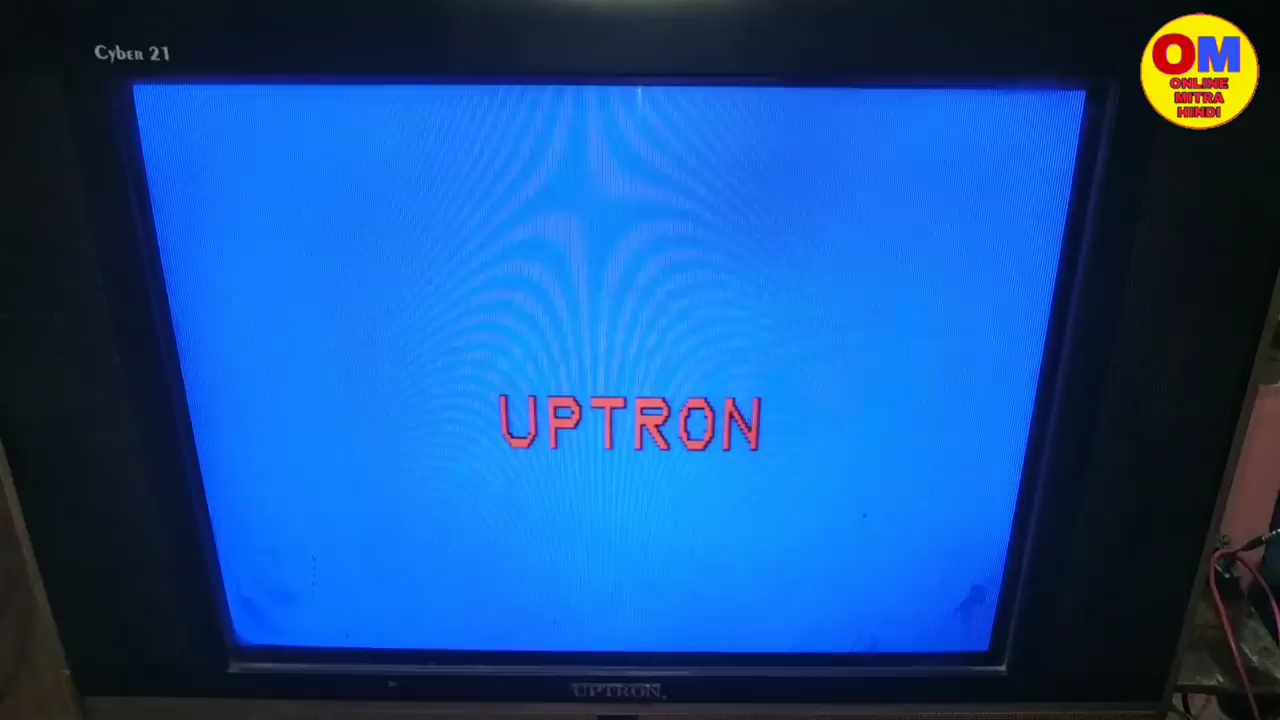 Cyber 21
OM
ONLINE
MITRA
HINDI
UPTRON
UPTRON